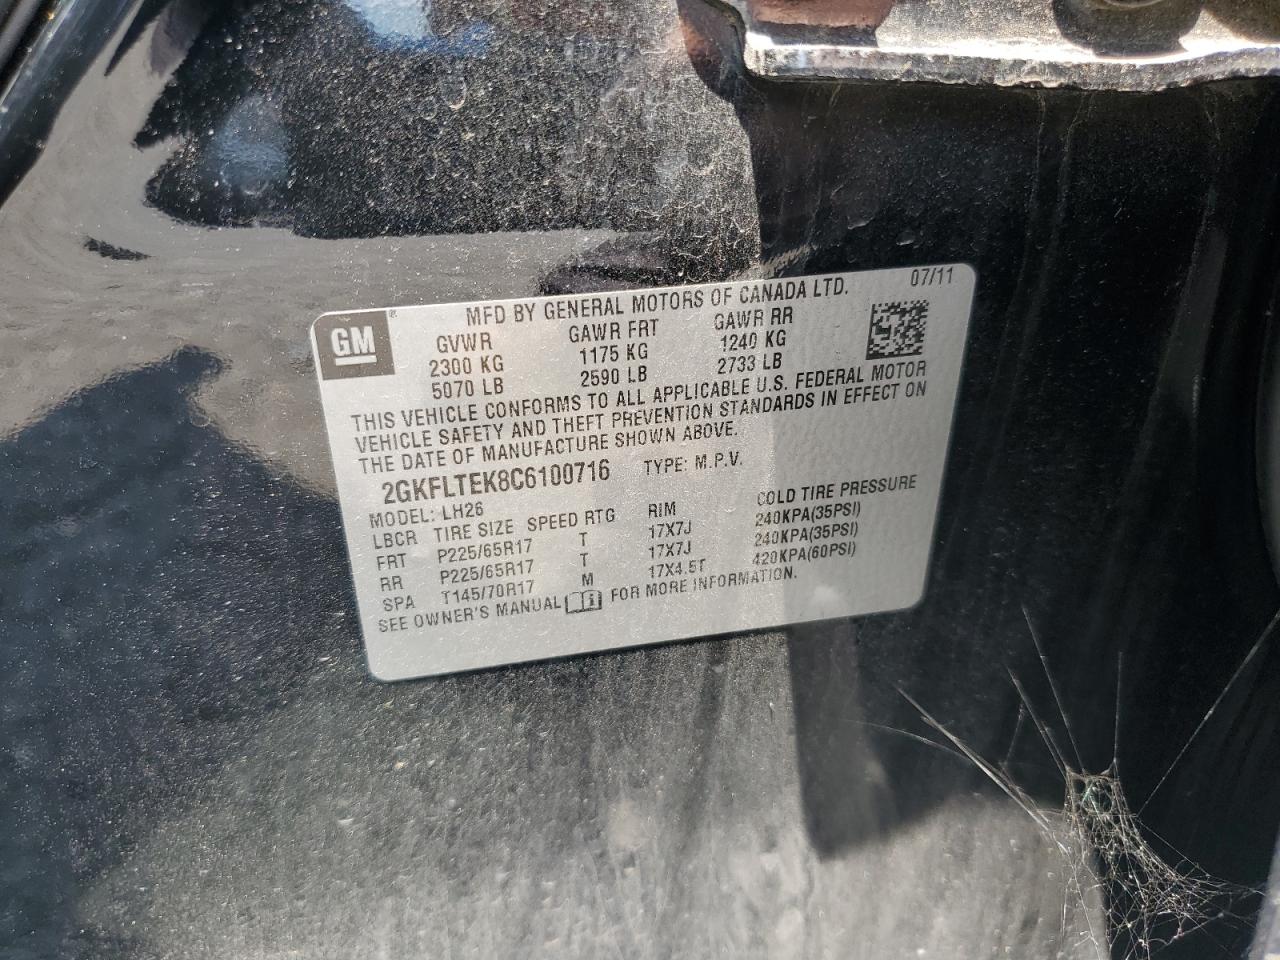 07/11
MFD BY GENERAL MOTORS OF CANADA LTD.
GM®
GVWR GAWR FRT GAWR RR
2300 KG 1175 KG 1240 KG
5070 LB 2590 LB 2733 LB
THIS VEHICLE CONFORMS TO ALL APPLICABLE U.S. FEDERAL MOTOR
VEHICLE SAFETY AND THEFT PREVENTION STANDARDS IN EFFECT ON
THE DATE OF MANUFACTURE SHOWN ABOVE.
2GKFLTEK8C6100716 TYPE: M.P.V.
MODEL: LH26
LBCR TIRE SIZE SPEED RTG RIM COLD TIRE PRESSURE
FRT P225/65R17 T 17X7J 240KPA(35PSI)
RR P225/65R17 T 17X7J 240KPA(35PSI)
SPA T145/70R17 M 17X4.5T 420KPA(60PSI)
SEE OWNER'S MANUAL FOR MORE INFORMATION.